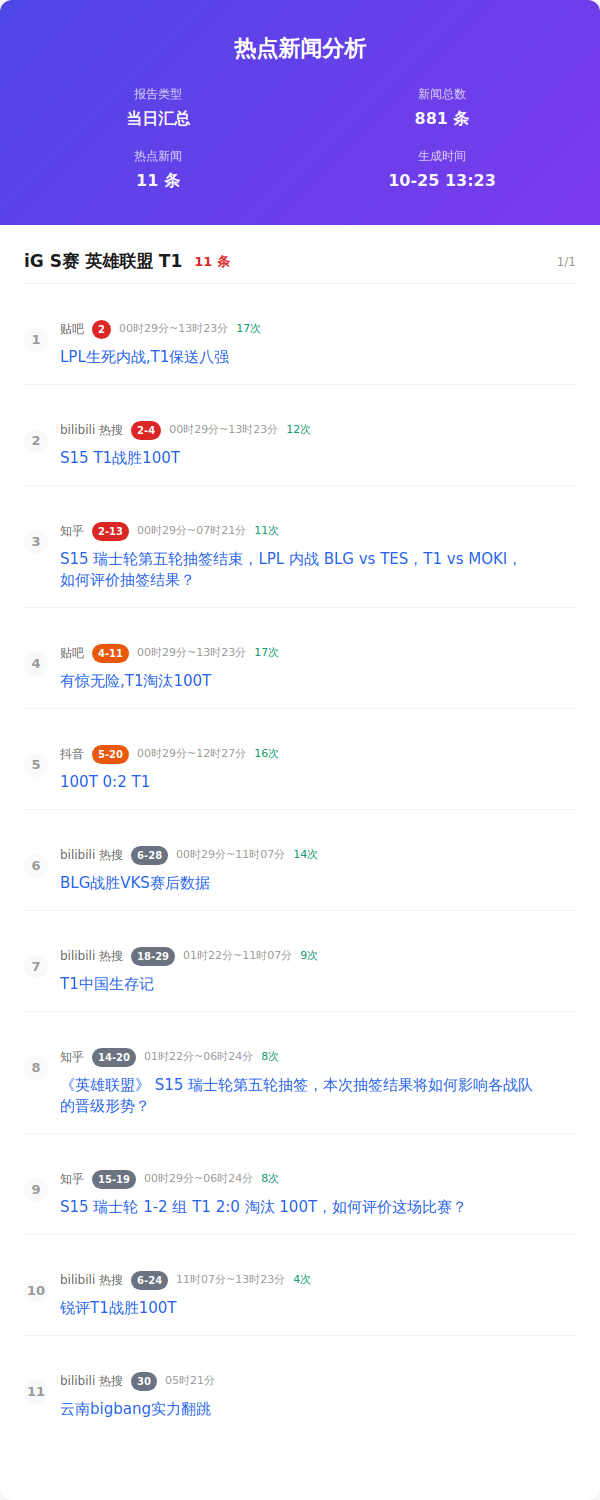 热点新闻分析
报告类型
新闻总数
当日汇总
881 条
热点新闻
生成时间
11 条
10-25 13:23
iG S赛 英雄联盟 T1 11 条 1/1
1
贴吧 2 00时29分~13时23分 17次
LPL生死内战,T1保送八强
2
bilibili 热搜 2-4 00时29分~13时23分 12次
S15 T1战胜100T
3
知乎 2-13 00时29分~07时21分 11次
S15 瑞士轮第五轮抽签结束，LPL 内战 BLG vs TES，T1 vs MOKI，
如何评价抽签结果？
4
贴吧 4-11 00时29分~13时23分 17次
有惊无险,T1淘汰100T
5
抖音 5-20 00时29分~12时27分 16次
100T 0:2 T1
6
bilibili 热搜 6-28 00时29分~11时07分 14次
BLG战胜VKS赛后数据
7
bilibili 热搜 18-29 01时22分~11时07分 9次
T1中国生存记
8
知乎 14-20 01时22分~06时24分 8次
《英雄联盟》 S15 瑞士轮第五轮抽签，本次抽签结果将如何影响各战队
的晋级形势？
9
知乎 15-19 00时29分~06时24分 8次
S15 瑞士轮 1-2 组 T1 2:0 淘汰 100T，如何评价这场比赛？
10
bilibili 热搜 6-24 11时07分~13时23分 4次
锐评T1战胜100T
11
bilibili 热搜 30 05时21分
云南bigbang实力翻跳